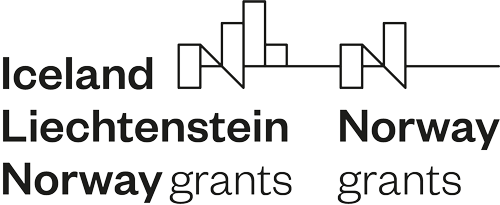 Iceland
Liechtenstein
Norway grants
Norway
grants